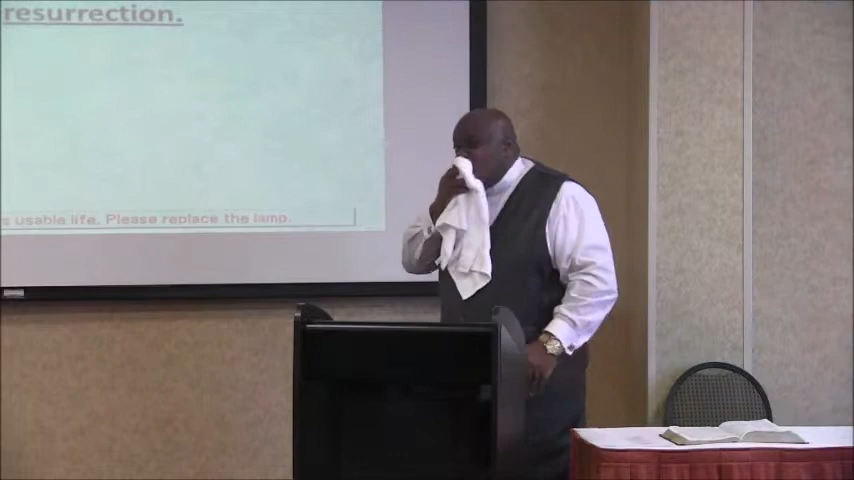 resurrection.
s usable life. Please replace the lamp.